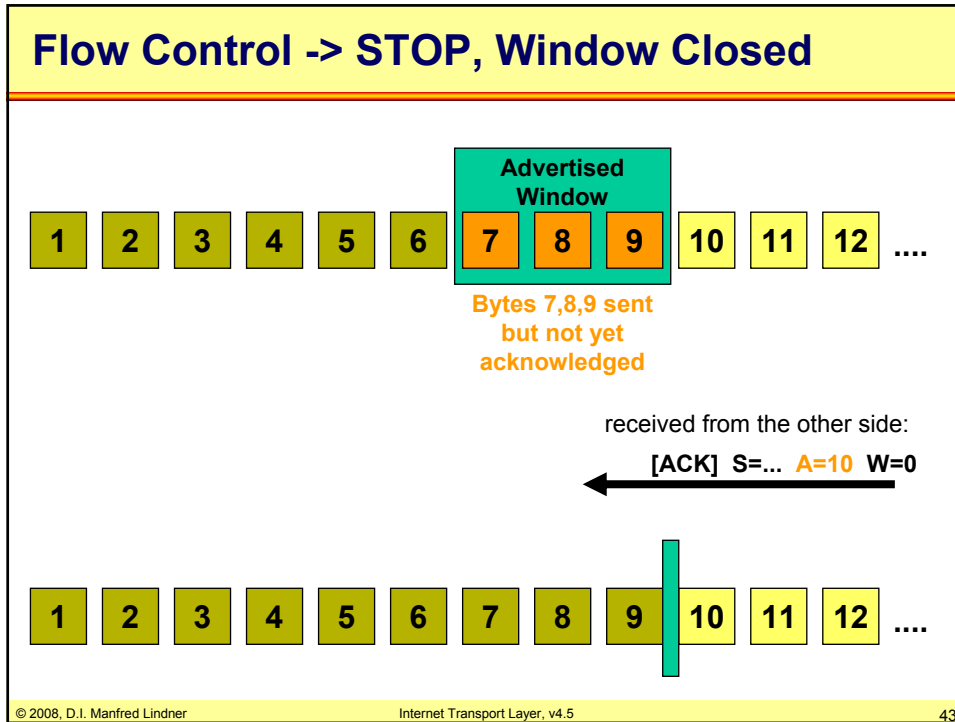 Flow Control -> STOP, Window Closed
Advertised
Window
1 2 3 4 5 6 7 8 9 10 11 12 ....
Bytes 7,8,9 sent
but not yet
acknowledged
received from the other side:
[ACK] S=... A=10 W=0
1 2 3 4 5 6 7 8 9 10 11 12 ....
© 2008, D.I. Manfred Lindner Internet Transport Layer, v4.5 43